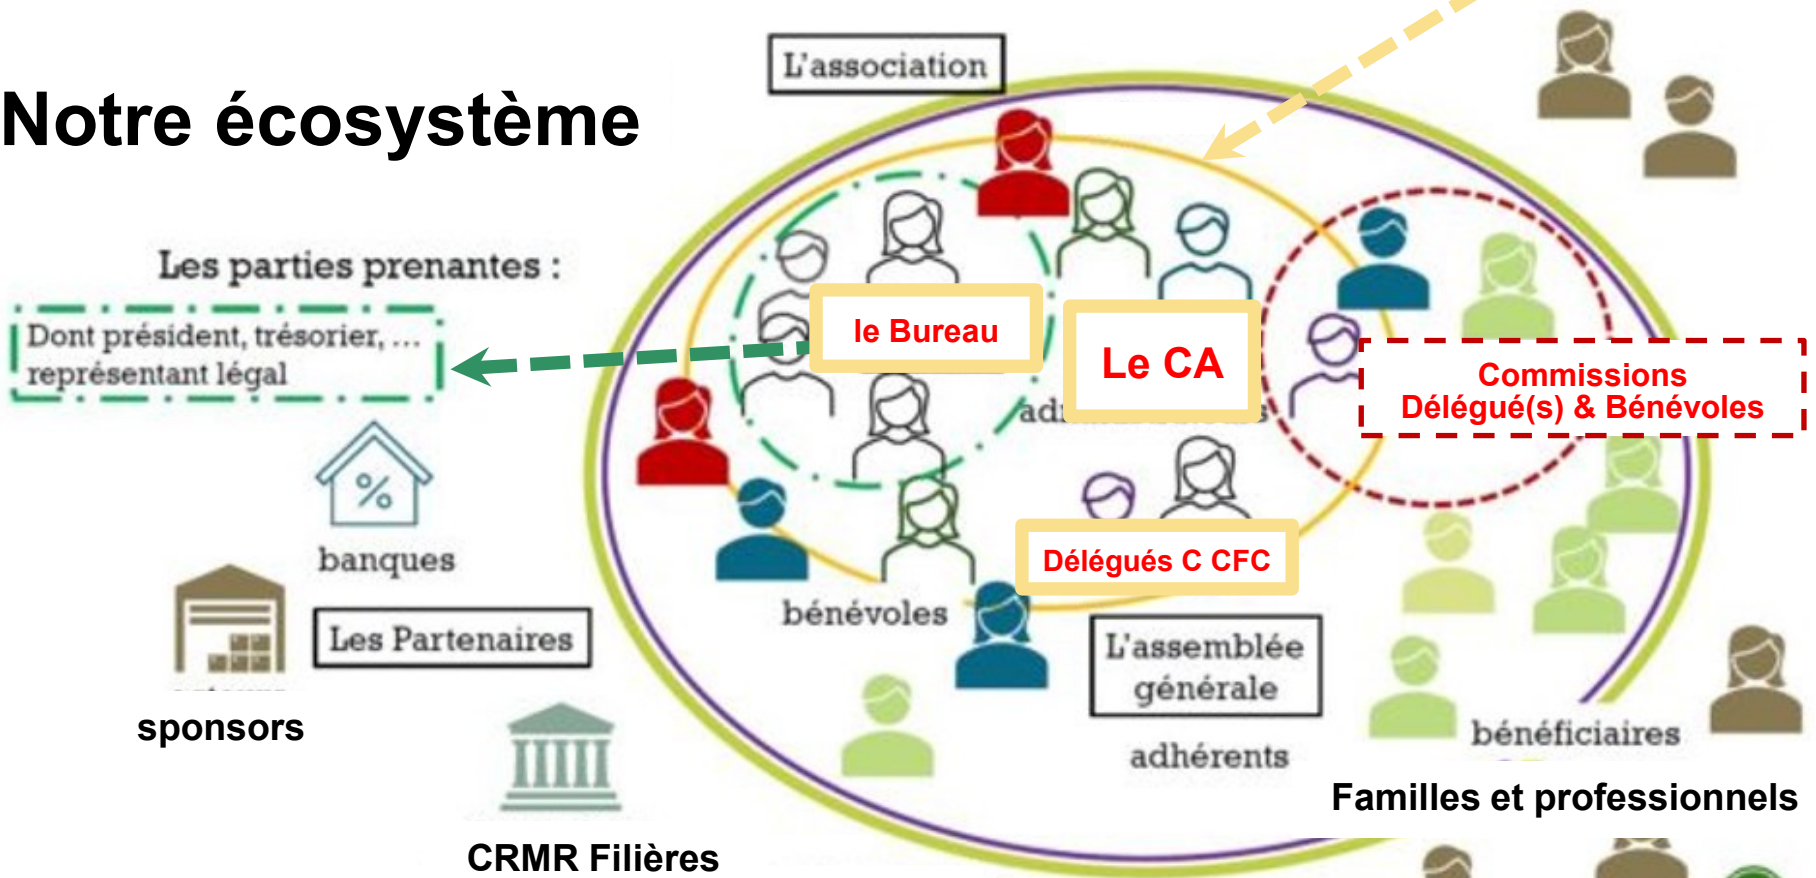 L'association
Notre écosystème
Les parties prenantes :
Dont président, trésorier, ...
représentant légal
le Bureau
Le CA
Commissions
Délégué(s) & Bénévoles
%
banques
Délégués C CFC
bénévoles
Les Partenaires
L'assemblée
générale
sponsors
bénéficiaires
adhérents
Familles et professionnels
CRMR Filières